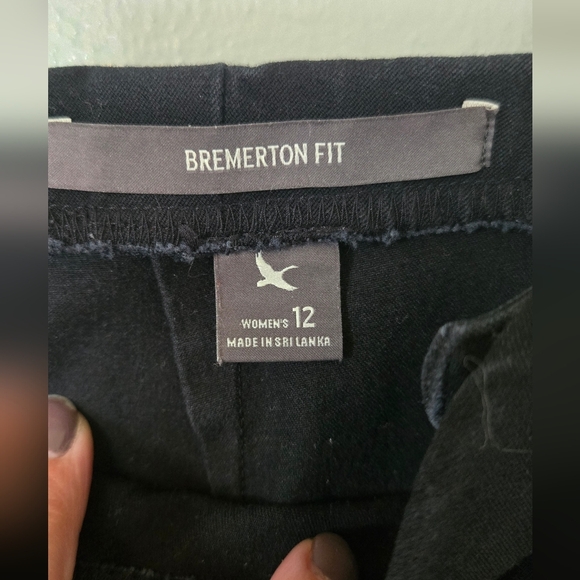 BREMERTON FIT
WOMEN'S 12
MADE IN SRI LANKA